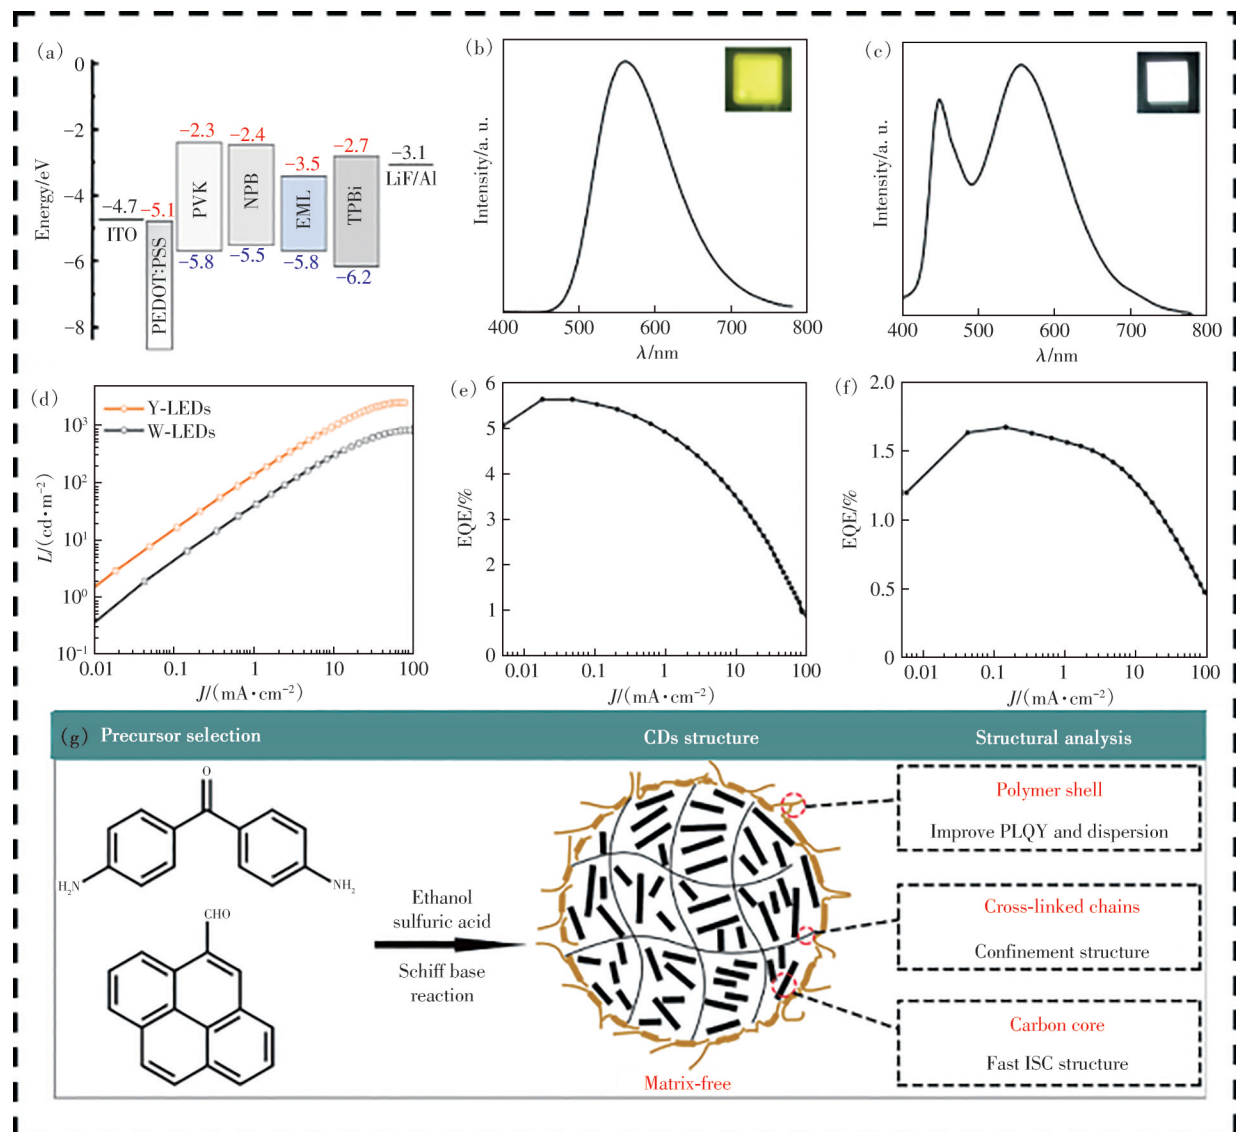 (a)
0
−2
−4
−6
−8
Energy/eV
−4.7
ITO
−5.1
PEDOT:PSS
−2.3
PVK
−5.8
−2.4
NPB
−5.5
−3.5
EML
−5.8
−2.7
TPBi
−6.2
−3.1
LiF/Al
(b)
Intensity/a. u.
400 500 600 700 800
λ/nm
(c)
Intensity/a. u.
400 500 600 700 800
λ/nm
(d)
Y-LEDs
W-LEDs
10³
10²
10¹
10⁰
10⁻¹
L/(cd·m⁻²)
0.01 0.1 1 10 100
J/(mA·cm⁻²)
(e)
6
5
4
3
2
1
0
EQE/%
0.01 0.1 1 10 100
J/(mA·cm⁻²)
(f)
2.0
1.5
1.0
0.5
0
EQE/%
0.01 0.1 1 10 100
J/(mA·cm⁻²)
(g) Precursor selection CDs structure Structural analysis
O
H₂N
NH₂
CHO
Ethanol
sulfuric acid
Schiff base
reaction
Matrix-free
Polymer shell
Improve PLQY and dispersion
Cross-linked chains
Confinement structure
Carbon core
Fast ISC structure